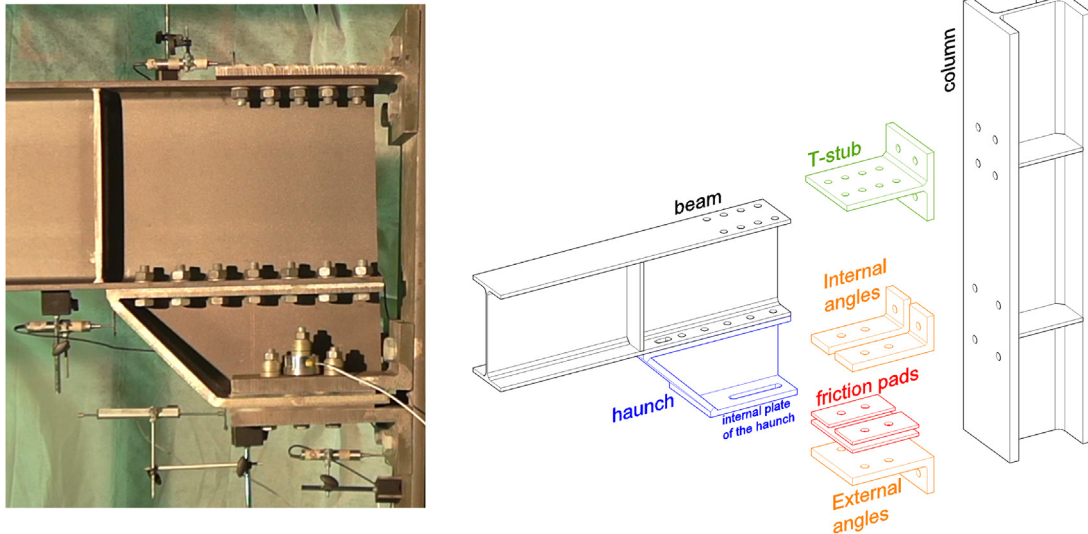 column
T-stub
beam
Internal
angles
friction pads
haunch
internal plate
of the haunch
External
angles